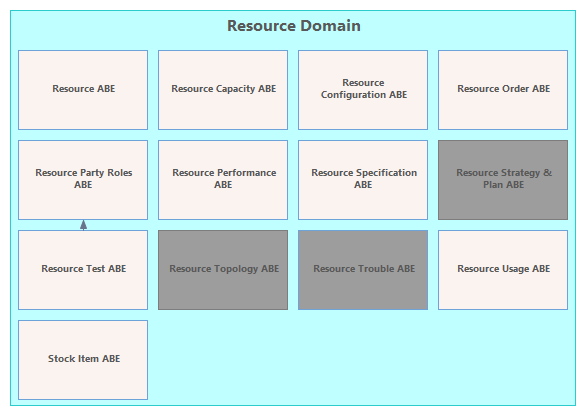 Resource Domain
Resource ABE
Resource Capacity ABE
Resource
Configuration ABE
Resource Order ABE
Resource Party Roles
ABE
Resource Performance
ABE
Resource Specification
ABE
Resource Strategy &
Plan ABE
Resource Test ABE
Resource Topology ABE
Resource Trouble ABE
Resource Usage ABE
Stock Item ABE